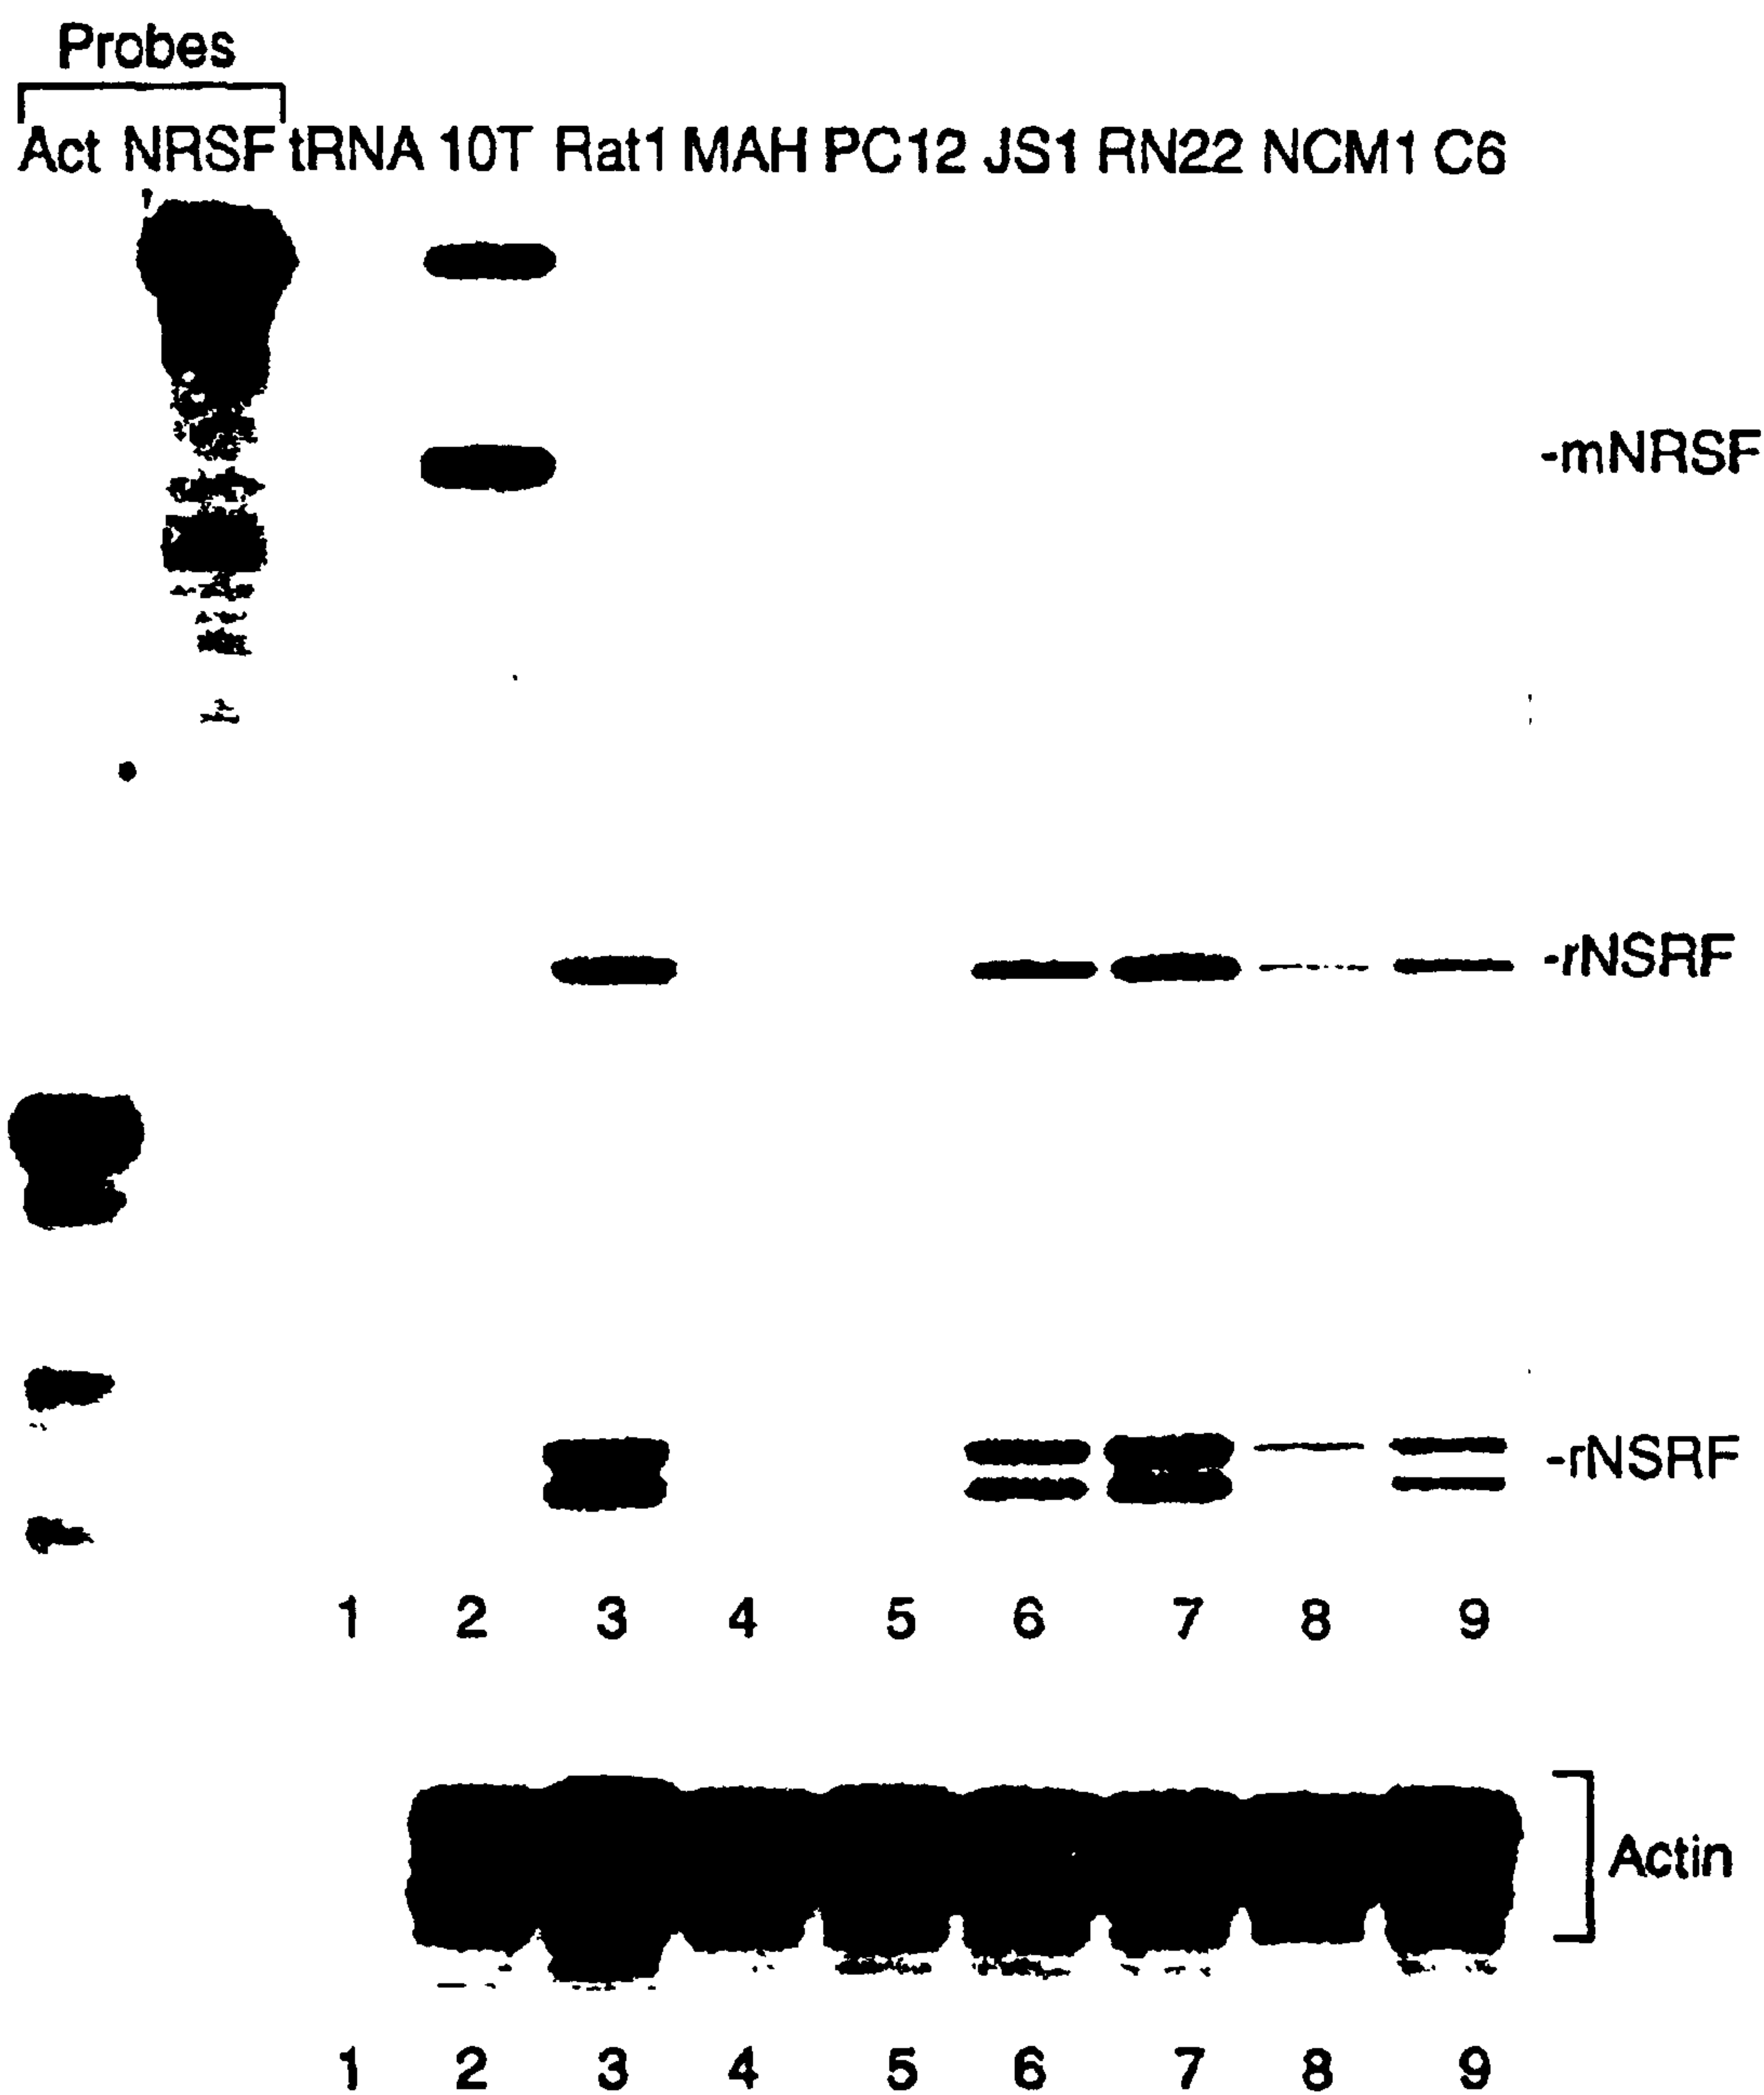 Probes
Act NRSF tRNA 10T Rat1 MAH PC12 JS1 RN22 NCM1 C6
-mNRSF
-rNSRF
-rNSRF
1 2 3 4 5 6 7 8 9
Actin
1 2 3 4 5 6 7 8 9